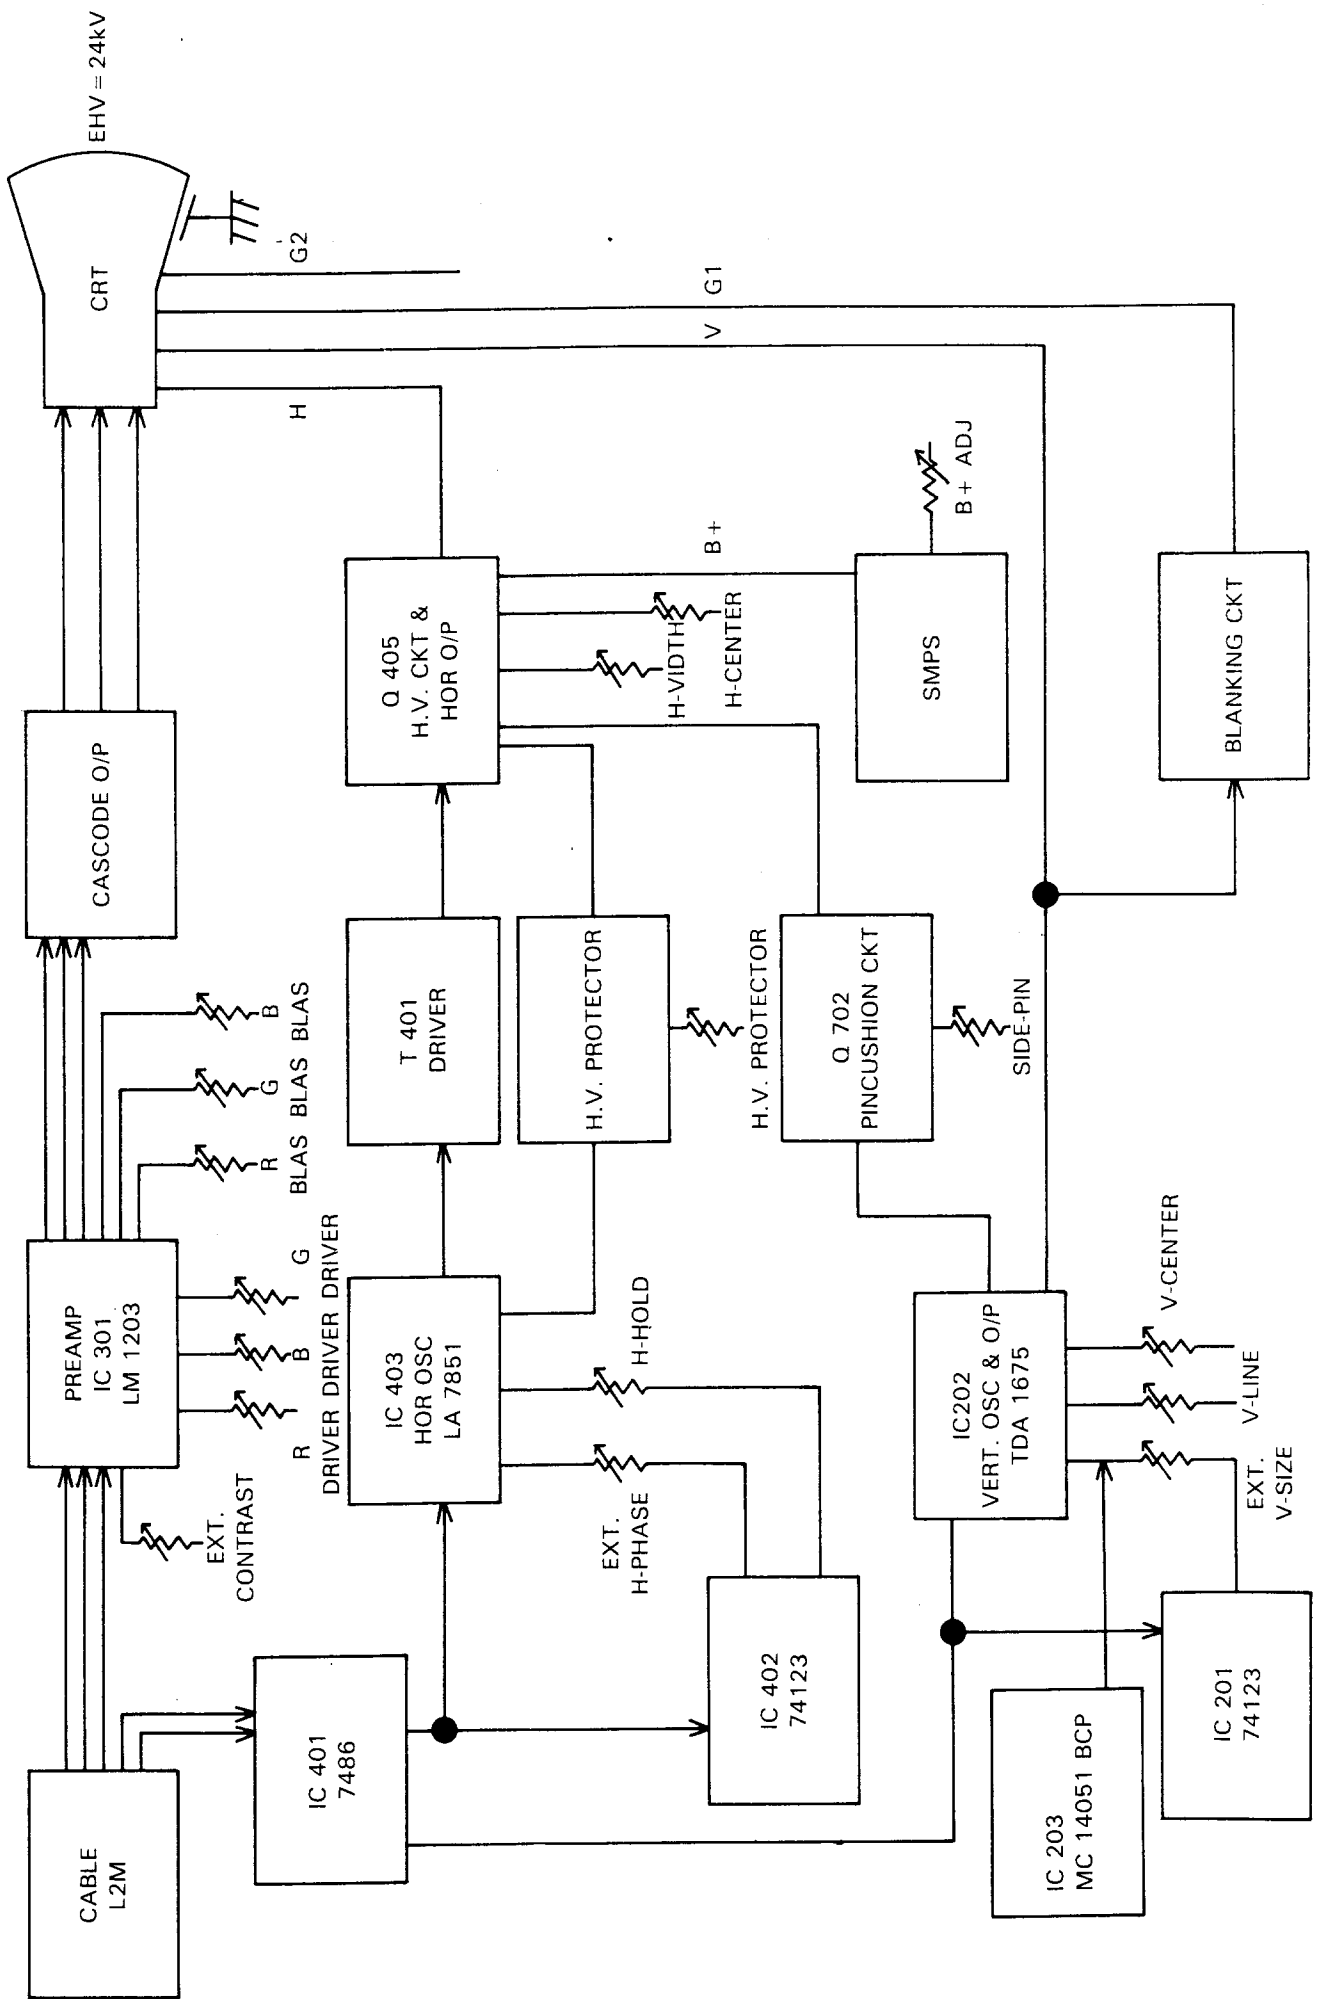 CABLE
L2M
EXT.
CONTRAST
PREAMP
IC 301
LM 1203
R
B
G
DRIVER DRIVER DRIVER
R
G
B
BLAS BLAS BLAS
CASCODE O/P
CRT
EHV = 24kV
G2
H
V
G1
IC 401
7486
IC 403
HOR OSC
LA 7851
T 401
DRIVER
Q 405
H.V. CKT &
HOR O/P
H-VIDTH
H-CENTER
B+
EXT.
H-PHASE
H-HOLD
H.V. PROTECTOR
H.V. PROTECTOR
IC 402
74123
Q 702
PINCUSHION CKT
SIDE-PIN
SMPS
B+ ADJ
IC202
VERT. OSC & O/P
TDA 1675
EXT.
V-SIZE
V-LINE
V-CENTER
IC 203
MC 14051 BCP
IC 201
74123
BLANKING CKT